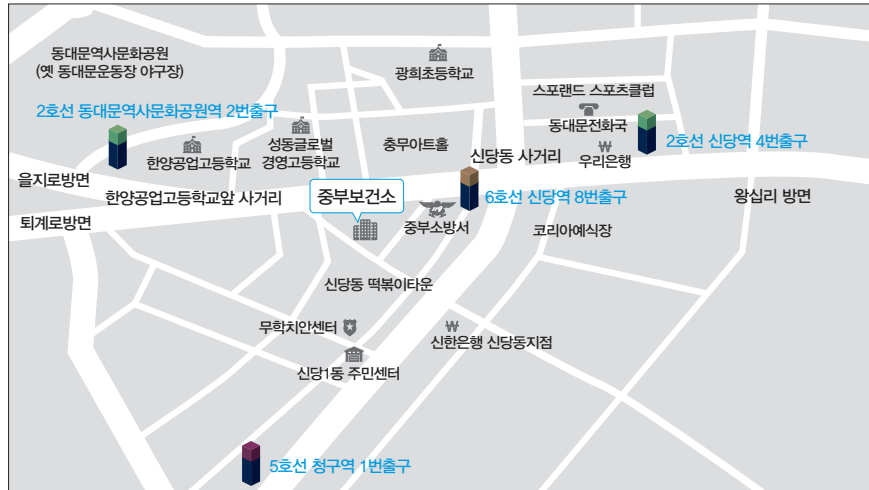 동대문역사문화공원
(옛 동대문운동장 야구장)
광희초등학교
스포랜드 스포츠클럽
2호선 동대문역사문화공원역 2번출구
동대문전화국
2호선 신당역 4번출구
성동글로벌
경영고등학교
한양공업고등학교
충무아트홀
신당동 사거리
우리은행
을지로방면
한양공업고등학교앞 사거리
중부보건소
6호선 신당역 8번출구
왕십리 방면
퇴계로방면
중부소방서
코리아예식장
신당동 떡볶이타운
무학치안센터
신한은행 신당동지점
신당1동 주민센터
5호선 청구역 1번출구